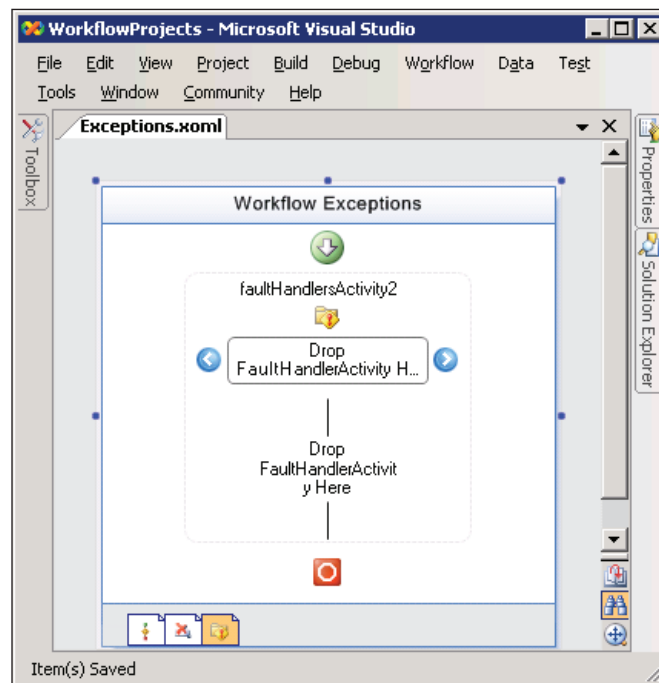 WorkflowProjects - Microsoft Visual Studio
File Edit View Project Build Debug Workflow Data Test
Tools Window Community Help
Toolbox
Exceptions.xoml
Properties
Solution Explorer
Workflow Exceptions
faultHandlersActivity2
Drop
FaultHandlerActivity H...
Drop
FaultHandlerActivit
y Here
Item(s) Saved